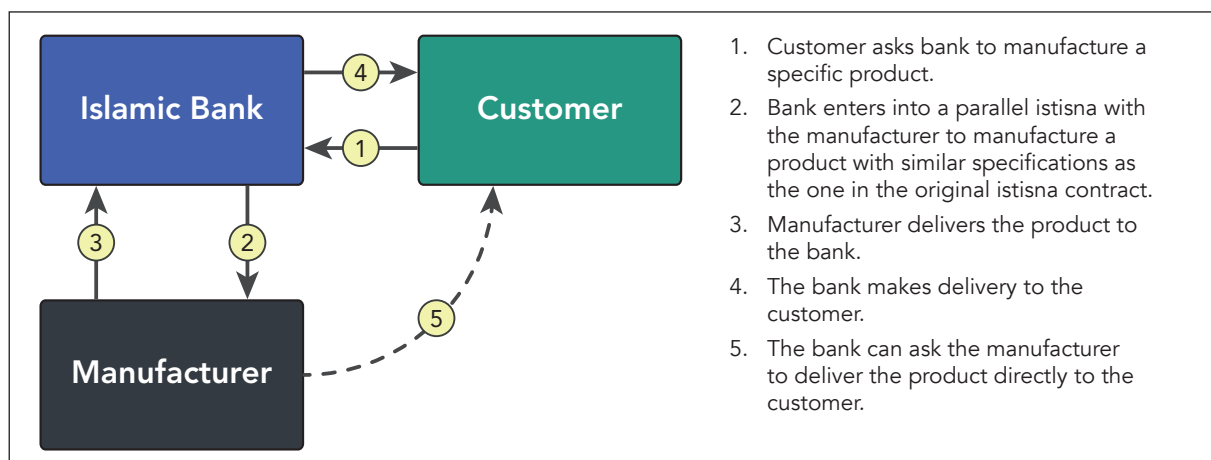 Islamic Bank
4
Customer
1
3
2
5
Manufacturer
1. Customer asks bank to manufacture a
specific product.
2. Bank enters into a parallel istisna with
the manufacturer to manufacture a
product with similar specifications as
the one in the original istisna contract.
3. Manufacturer delivers the product to
the bank.
4. The bank makes delivery to the
customer.
5. The bank can ask the manufacturer
to deliver the product directly to the
customer.